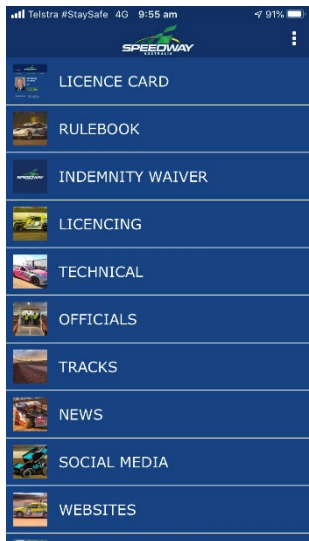 Telstra #StaySafe 4G 9:55 am 91%
SPEEDWAY
AUSTRALIA
LICENCE CARD
RULEBOOK
INDEMNITY WAIVER
LICENCING
TECHNICAL
OFFICIALS
TRACKS
NEWS
SOCIAL MEDIA
WEBSITES